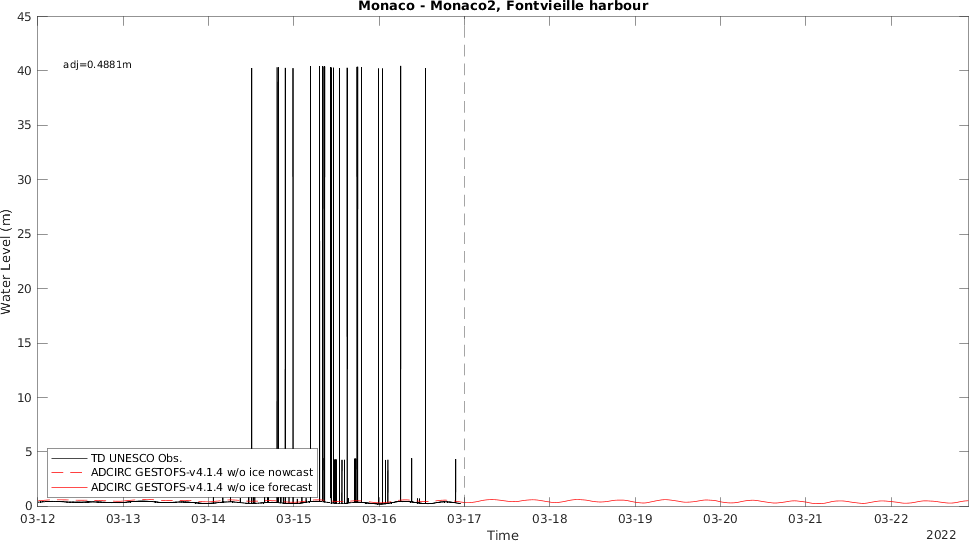 Monaco - Monaco2, Fontvieille harbour
45
adj=0.4881m
40
35
30
25
20
15
10
5
0
Water Level (m)
TD UNESCO Obs.
ADCIRC GESTOFS-v4.1.4 w/o ice nowcast
ADCIRC GESTOFS-v4.1.4 w/o ice forecast
03-12 03-13 03-14 03-15 03-16 03-17 03-18 03-19 03-20 03-21 03-22
Time
2022